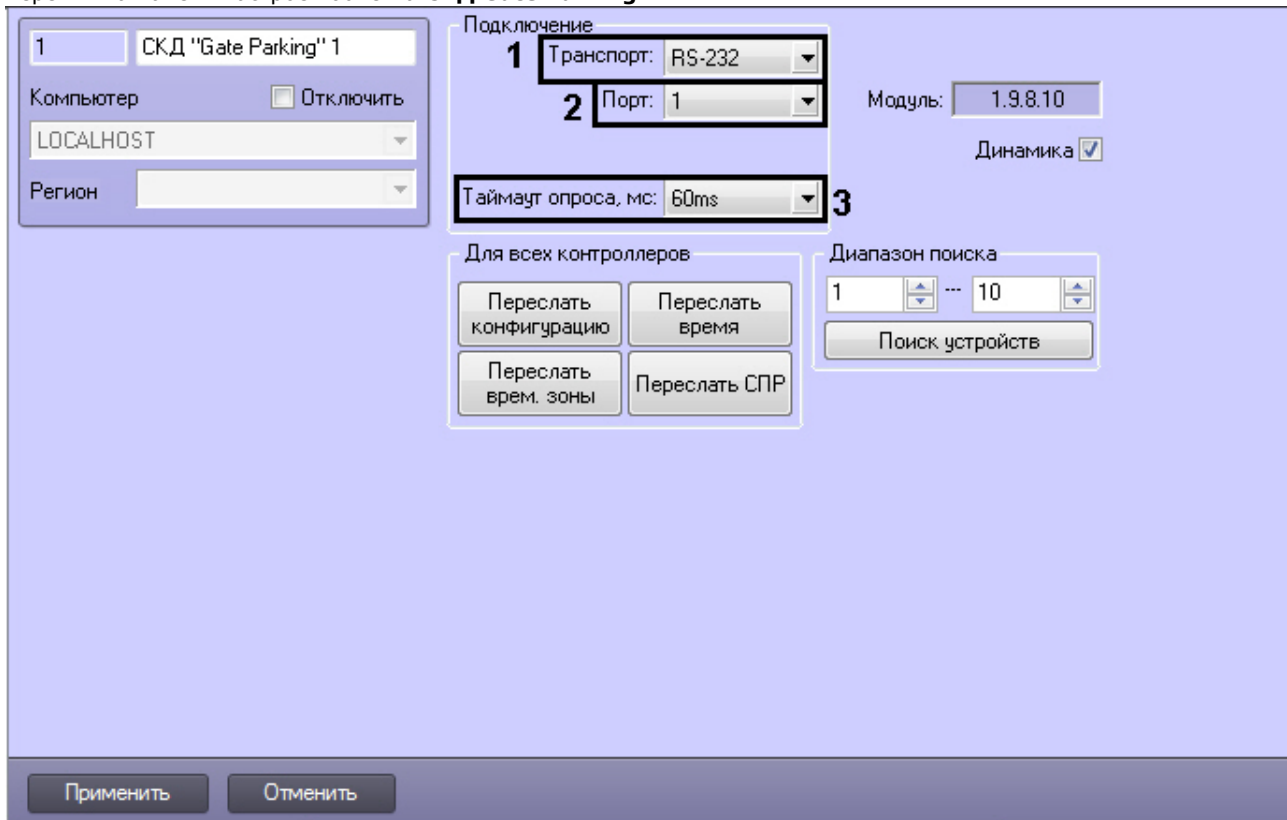 1 СКД "Gate Parking" 1
Компьютер Отключить
LOCALHOST
Регион
Подключение
1 Транспорт: RS-232
2 Порт: 1
Таймаут опроса, мс: 60ms 3
Модуль: 1.9.8.10
Динамика
Для всех контроллеров
Переслать конфигурацию
Переслать время
Переслать врем. зоны
Переслать СПР
Диапазон поиска
1 --- 10
Поиск устройств
Применить Отменить